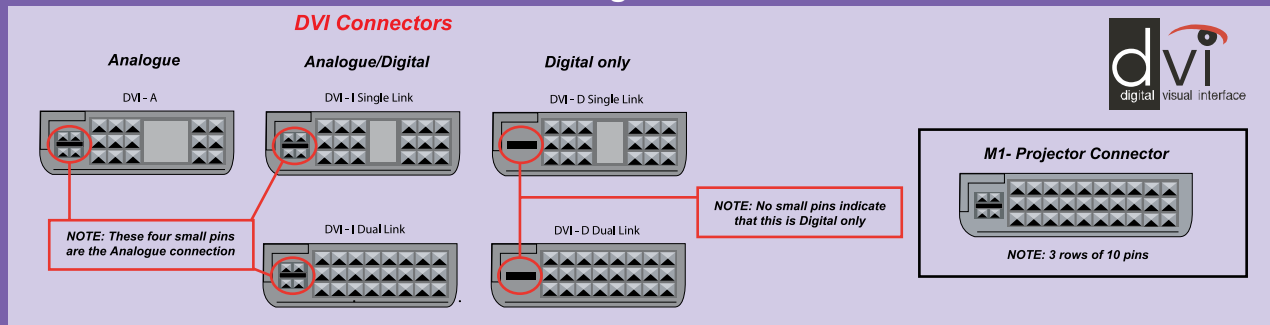 DVI Connectors
Analogue
Analogue/Digital
Digital only
DVI - A
DVI - I Single Link
DVI - D Single Link
NOTE: These four small pins
are the Analogue connection
NOTE: No small pins indicate
that this is Digital only
DVI - I Dual Link
DVI - D Dual Link
dvi
digital visual interface
M1- Projector Connector
NOTE: 3 rows of 10 pins